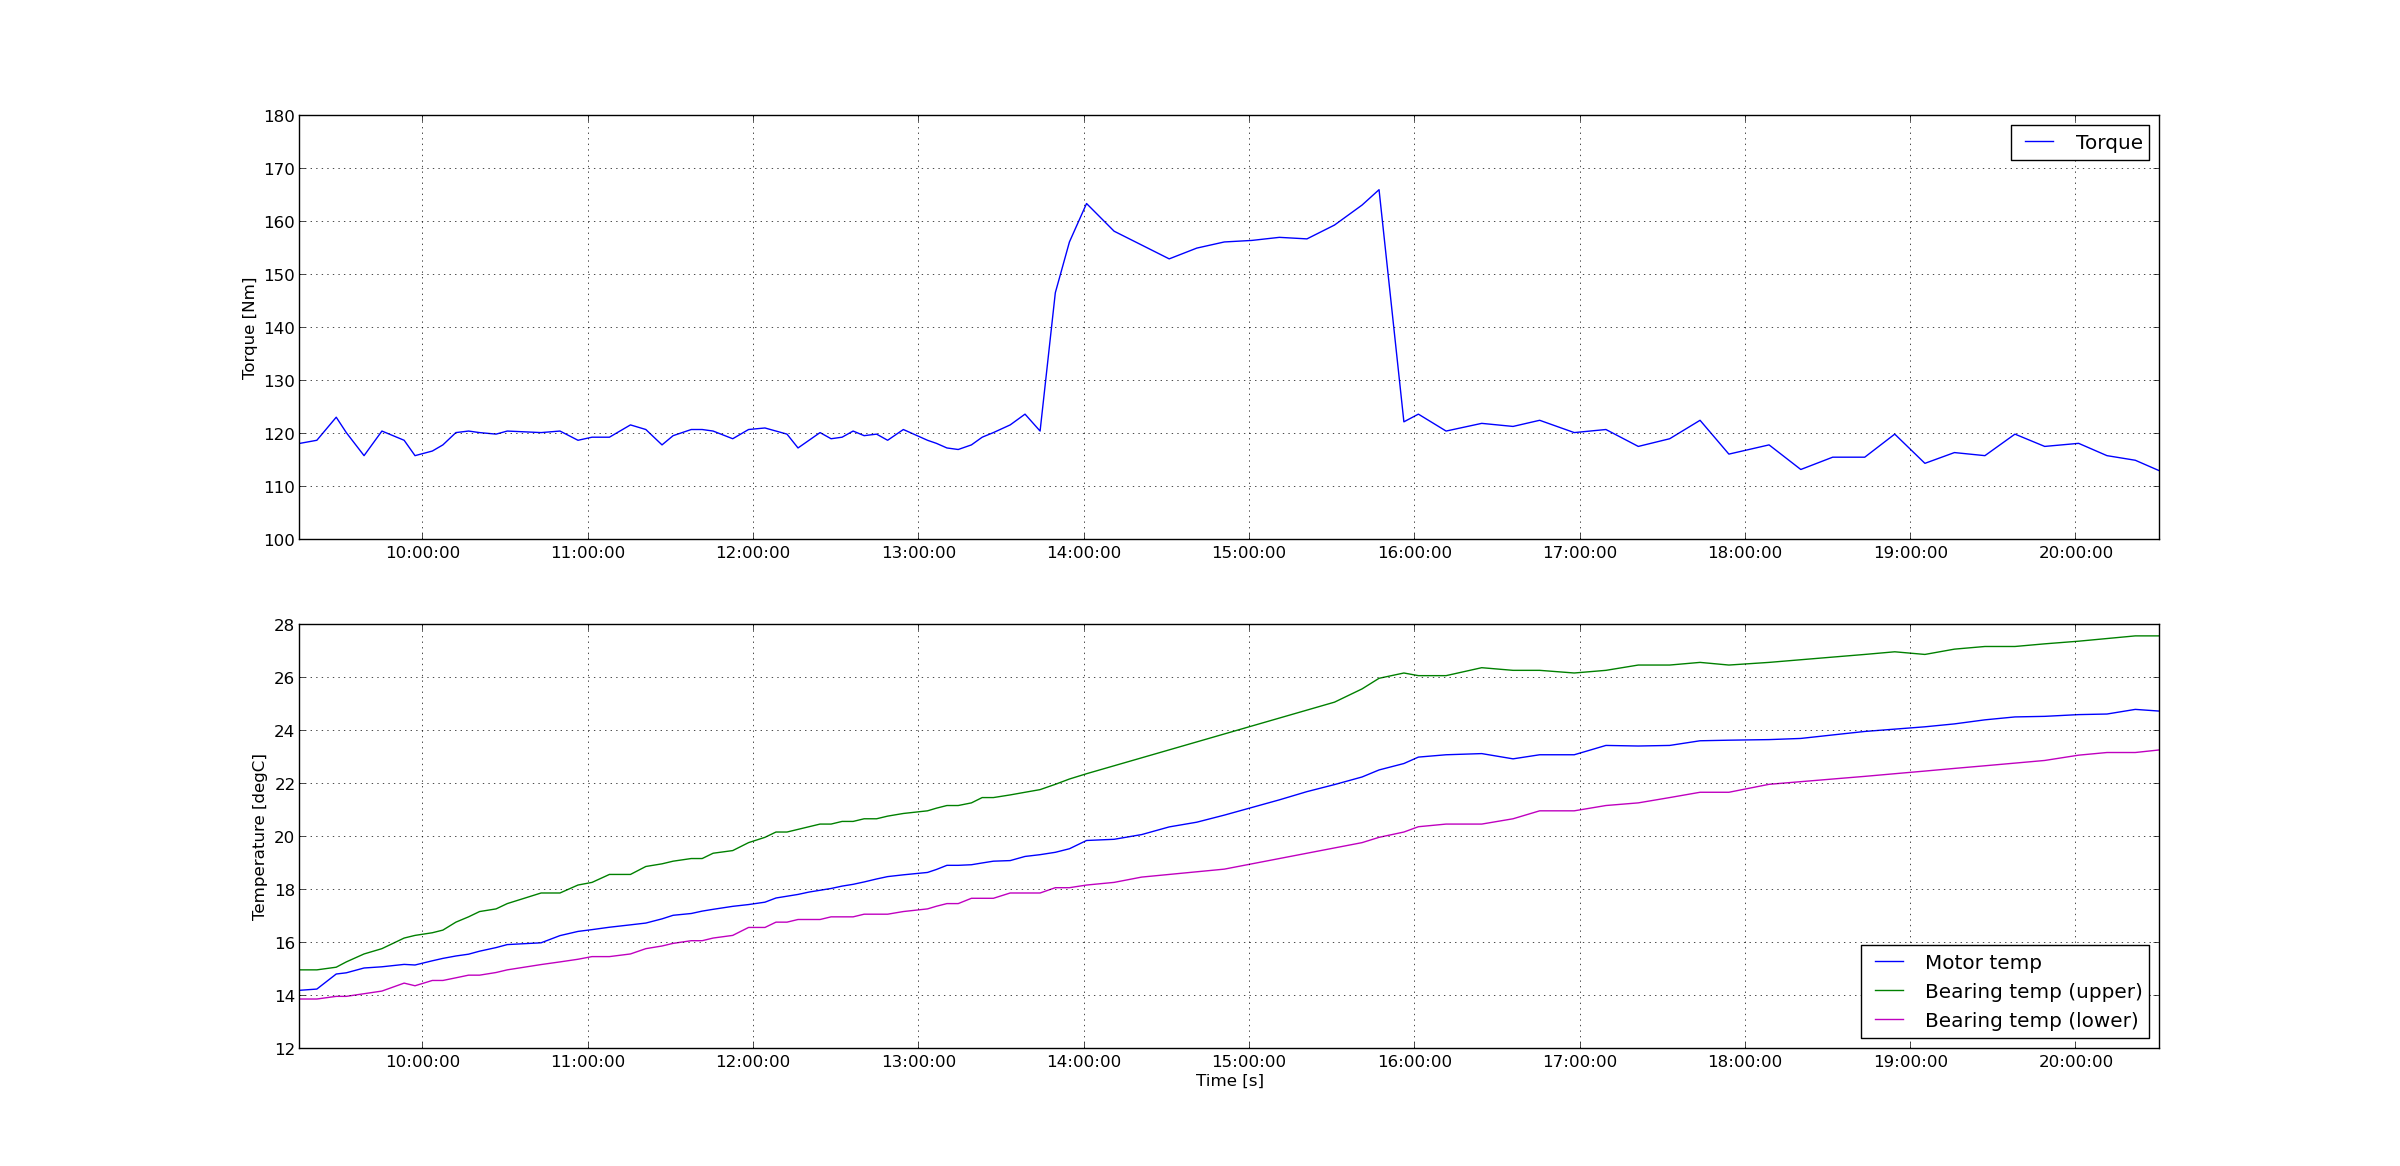 180
170
160
150
140
130
120
110
100
Torque [Nm]
Torque
10:00:00 11:00:00 12:00:00 13:00:00 14:00:00 15:00:00 16:00:00 17:00:00 18:00:00 19:00:00 20:00:00
28
26
24
22
20
18
16
14
12
Temperature [degC]
Motor temp
Bearing temp (upper)
Bearing temp (lower)
10:00:00 11:00:00 12:00:00 13:00:00 14:00:00 15:00:00 16:00:00 17:00:00 18:00:00 19:00:00 20:00:00
Time [s]